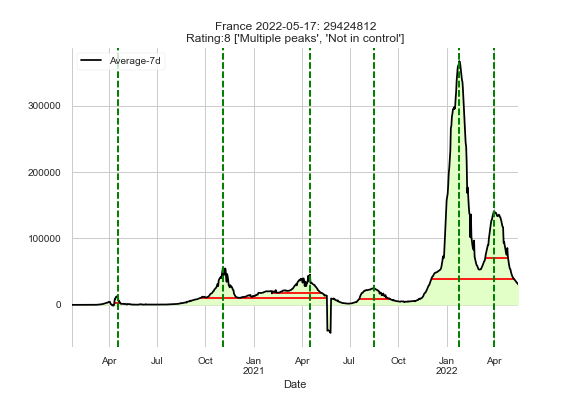 France 2022-05-17: 29424812
Rating:8 ['Multiple peaks', 'Not in control']
Average-7d
300000
200000
100000
0
Apr Jul Oct Jan Apr Jul Oct Jan Apr
2021 2022
Date